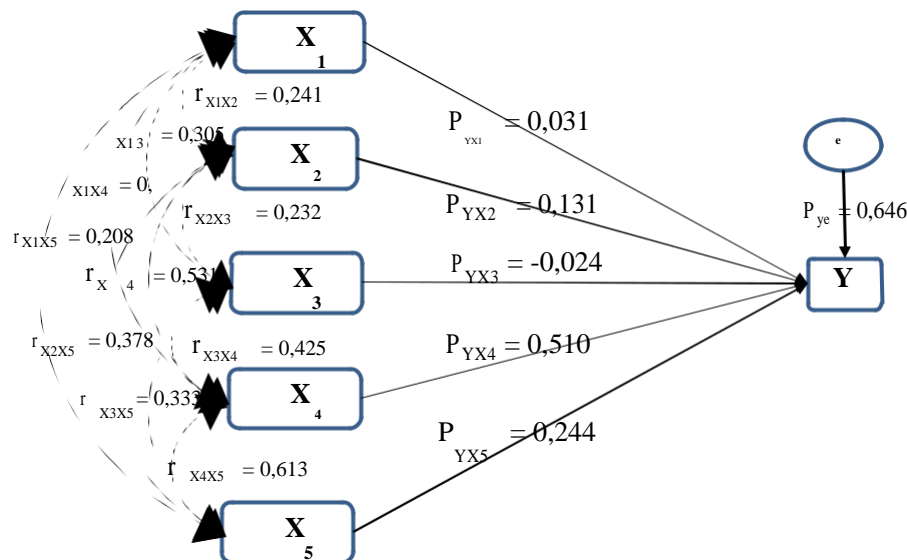 X1
rX1X2 = 0,241
PYX1 = 0,031
X13 = 0,305
e
X2
X1X4 = 0,
rX2X3 = 0,232
PYX2 = 0,131
Pye = 0,646
rX1X5 = 0,208
rX 4 = 0,531
X3
PYX3 = -0,024
Y
rX2X5 = 0,378
rX3X4 = 0,425
PYX4 = 0,510
r X3X5 = 0,333
X4
PYX5 = 0,244
r X4X5 = 0,613
X5